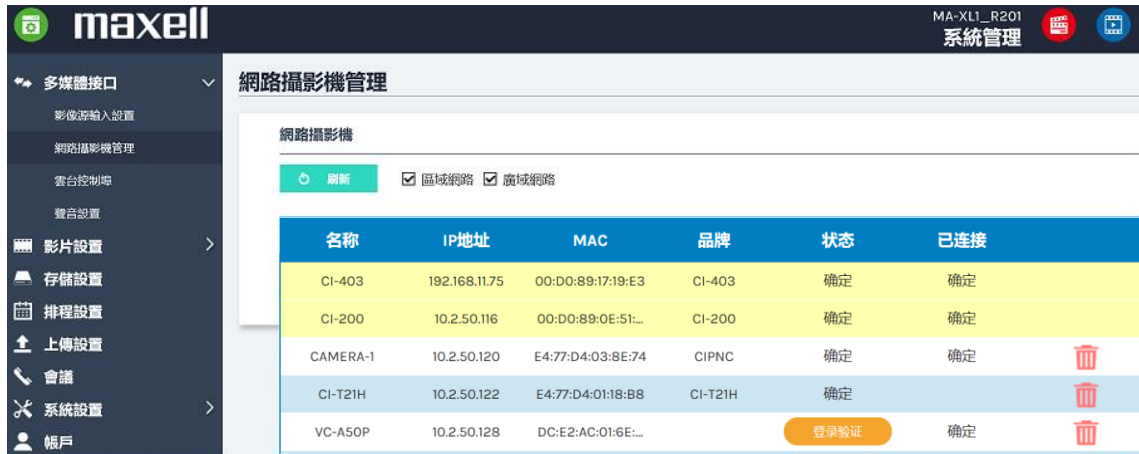 maxell
MA-XL1_R201
系統管理
多媒體接口
影像源輸入設置
網路攝影機管理
雲台控制埠
聲音設置
影片設置
存儲設置
排程設置
上傳設置
會議
系統設置
帳戶
網路攝影機管理
網路攝影機
刷新 區域網路 廣域網路
名称 IP地址 MAC 品牌 状态 已连接
CI-403 192.168.11.75 00:D0:89:17:19:E3 CI-403 确定 确定
CI-200 10.2.50.116 00:D0:89:0E:51:... CI-200 确定 确定
CAMERA-1 10.2.50.120 E4:77:D4:03:8E:74 CIPNC 确定 确定
CI-T21H 10.2.50.122 E4:77:D4:01:18:B8 CI-T21H 确定
VC-A50P 10.2.50.128 DC:E2:AC:01:6E:... 登录验证 确定